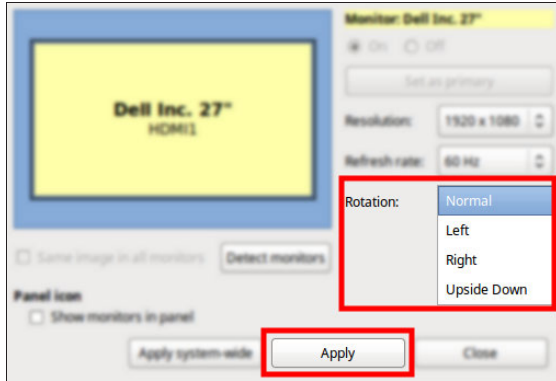 Monitor: Dell Inc. 27"
On Off
Set as primary
Dell Inc. 27"
HDMI1
Resolution: 1920 x 1080
Refresh rate: 60 Hz
Rotation: Normal
Left
Right
Upside Down
Same image in all monitors Detect monitors
Panel icon
Show monitors in panel
Apply system-wide Apply Close